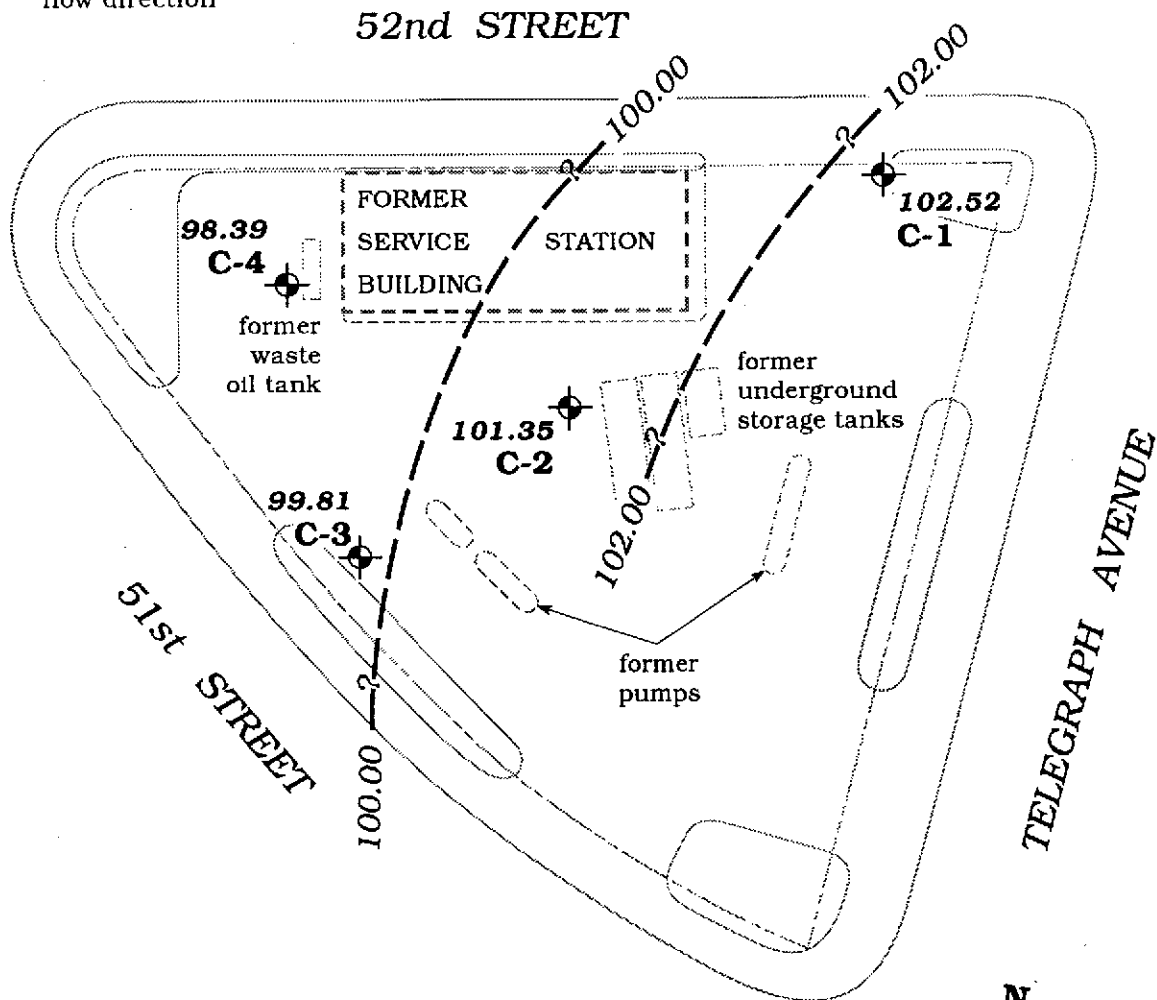 flow direction
52nd STREET
100.00
102.00
FORMER
SERVICE STATION
BUILDING
98.39
C-4
102.52
C-1
former
waste
oil tank
former
underground
storage tanks
101.35
C-2
99.81
C-3
102.00
51st STREET
former
pumps
TELEGRAPH AVENUE
100.00
?
?
?
?
N